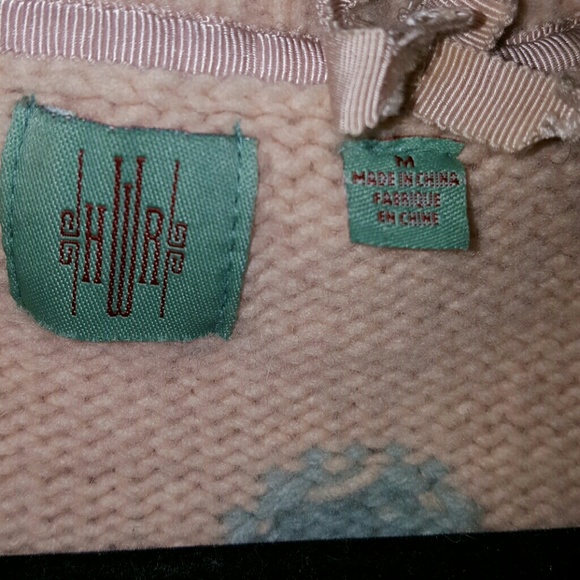 HWR
M
MADE IN CHINA
FABRIQUE
EN CHINE